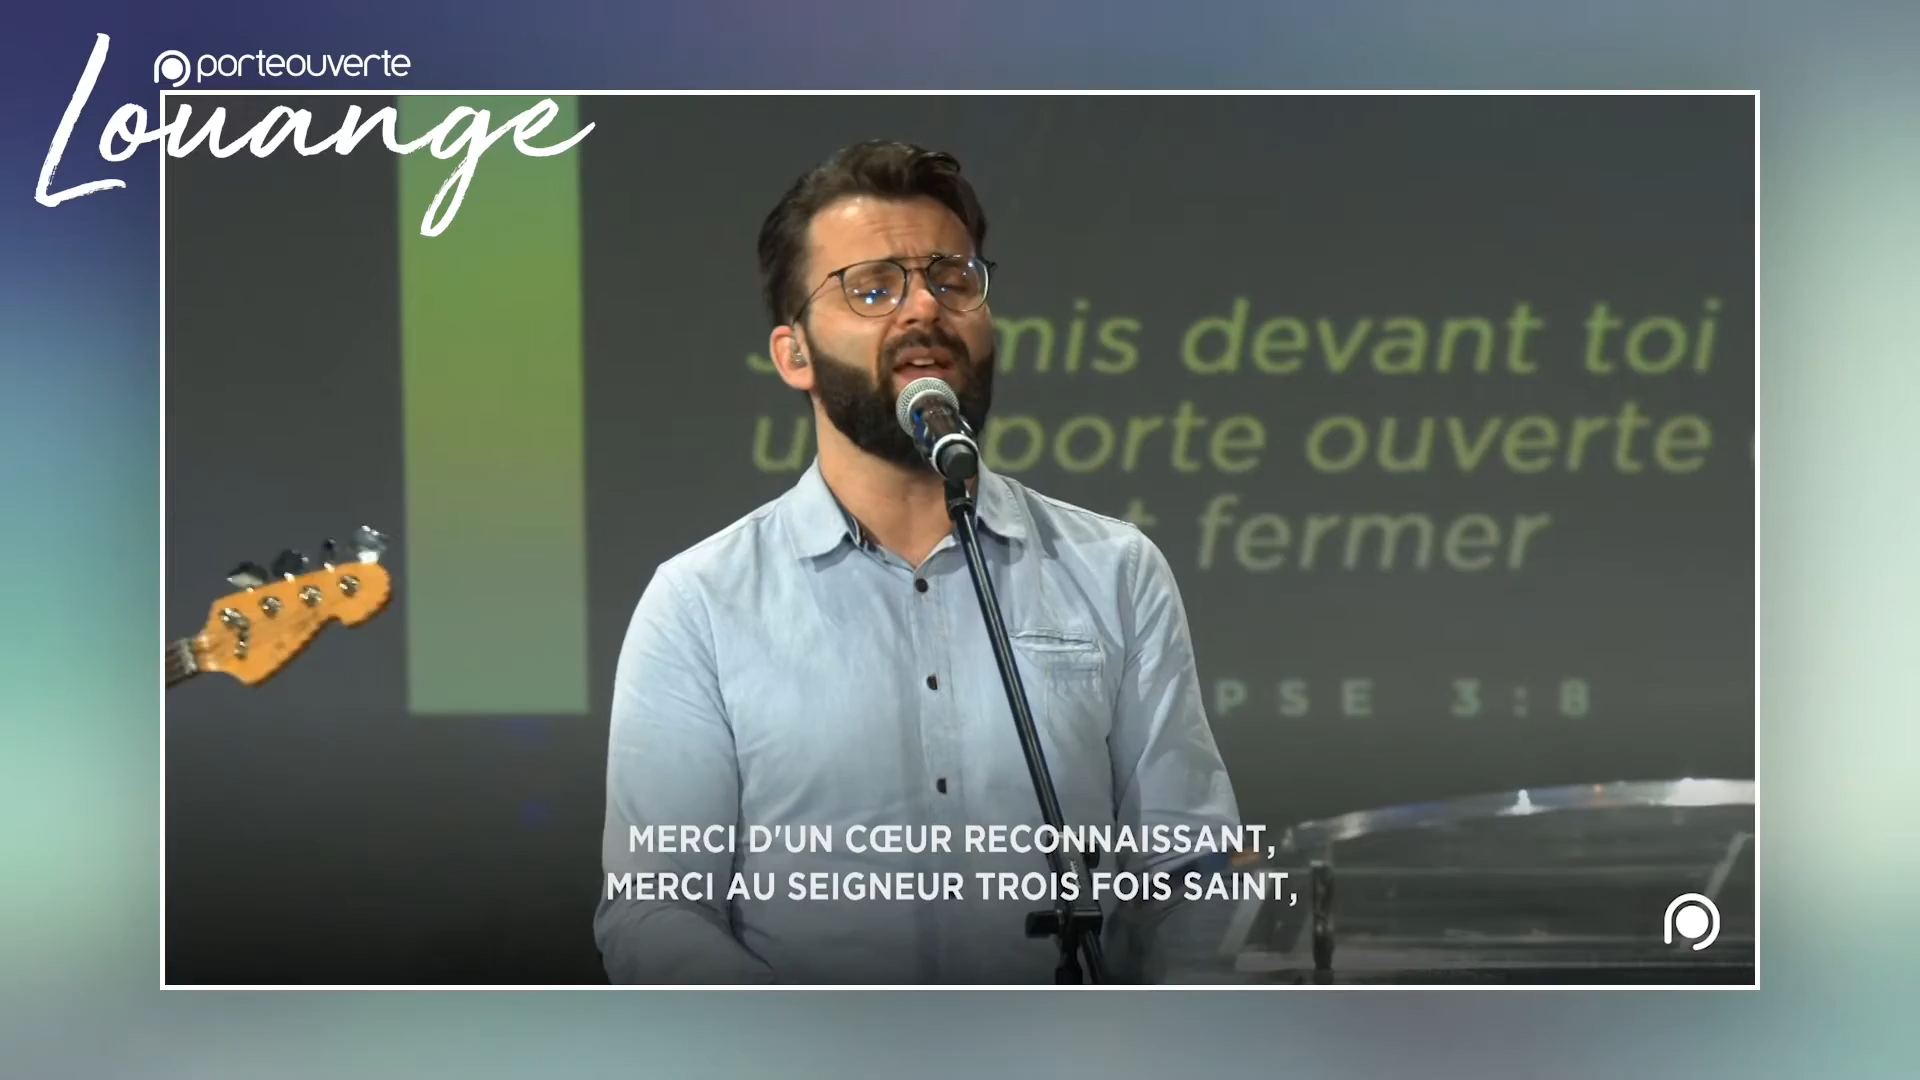 porteouverte
Louange
mis devant toi
porte ouverte
fermer
3:8
MERCI D'UN CŒUR RECONNAISSANT,
MERCI AU SEIGNEUR TROIS FOIS SAINT,